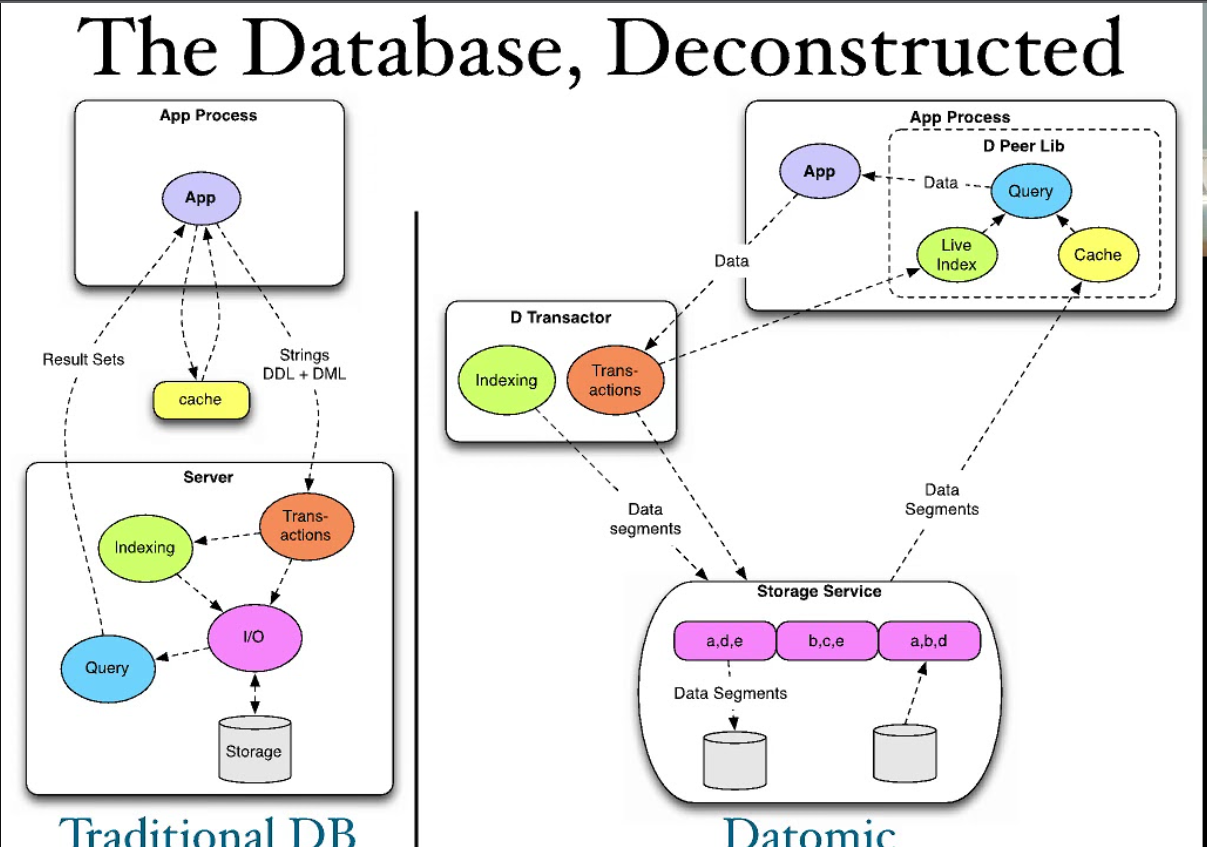 The Database, Deconstructed
App Process
App
Result Sets
Strings
DDL + DML
cache
Server
Trans-
actions
Indexing
I/O
Query
Storage
Traditional DB
App Process
D Peer Lib
App
Data
Query
Live
Index
Cache
Data
D Transactor
Indexing
Trans-
actions
Data
segments
Data
Segments
Storage Service
a,d,e
b,c,e
a,b,d
Data Segments
Datomic